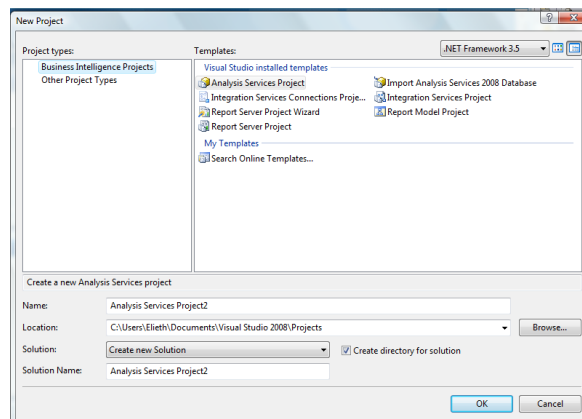 New Project
Project types:
Templates:
.NET Framework 3.5
Business Intelligence Projects
Other Project Types
Visual Studio installed templates
Analysis Services Project
Import Analysis Services 2008 Database
Integration Services Connections Proje...
Integration Services Project
Report Server Project Wizard
Report Model Project
Report Server Project
My Templates
Search Online Templates...
Create a new Analysis Services project
Name:
Analysis Services Project2
Location:
C:\Users\Elieth\Documents\Visual Studio 2008\Projects
Browse...
Solution:
Create new Solution
Create directory for solution
Solution Name:
Analysis Services Project2
OK
Cancel